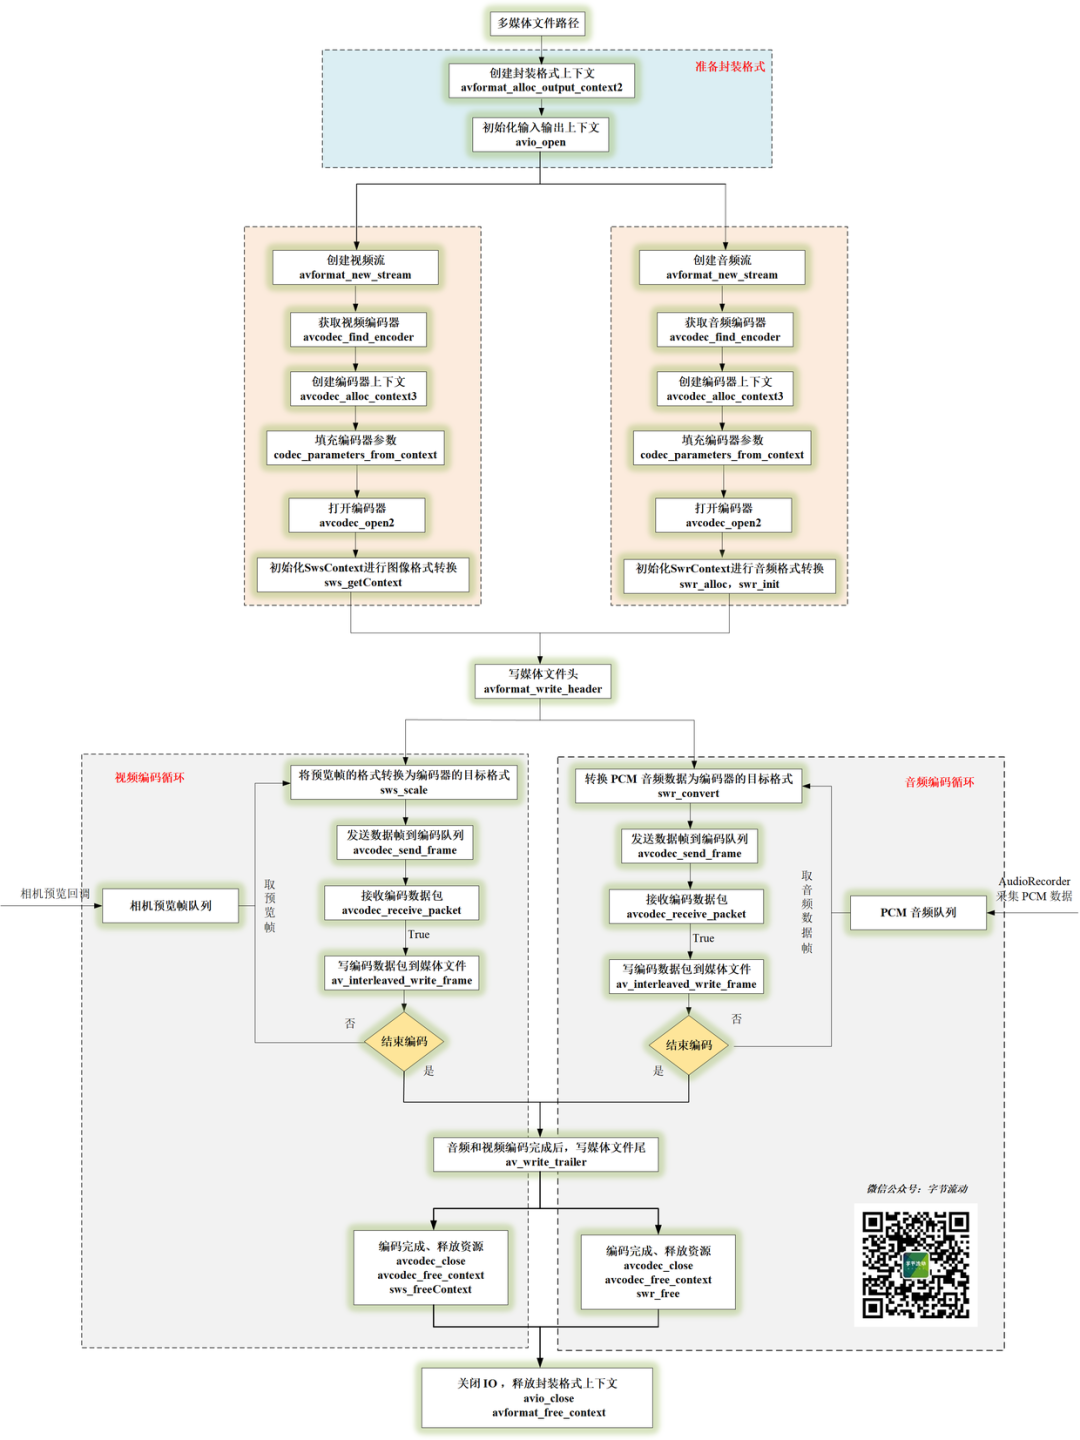 多媒体文件路径
准备封装格式
创建封装格式上下文
avformat_alloc_output_context2
初始化输入输出上下文
avio_open
创建视频流
avformat_new_stream
获取视频编码器
avcodec_find_encoder
创建编码器上下文
avcodec_alloc_context3
填充编码器参数
codec_parameters_from_context
打开编码器
avcodec_open2
初始化SwsContext进行图像格式转换
sws_getContext
创建音频流
avformat_new_stream
获取音频编码器
avcodec_find_encoder
创建编码器上下文
avcodec_alloc_context3
填充编码器参数
codec_parameters_from_context
打开编码器
avcodec_open2
初始化SwrContext进行音频格式转换
swr_alloc，swr_init
写媒体文件头
avformat_write_header
视频编码循环
将预览帧的格式转换为编码器的目标格式
sws_scale
发送数据帧到编码队列
avcodec_send_frame
相机预览回调
相机预览帧队列
取预览帧
接收编码数据包
avcodec_receive_packet
True
写编码数据包到媒体文件
av_interleaved_write_frame
否
结束编码
是
音频编码循环
转换 PCM 音频数据为编码器的目标格式
swr_convert
发送数据帧到编码队列
avcodec_send_frame
取音频数据帧
AudioRecorder
采集 PCM 数据
PCM 音频队列
接收编码数据包
avcodec_receive_packet
True
写编码数据包到媒体文件
av_interleaved_write_frame
否
结束编码
是
音频和视频编码完成后，写媒体文件尾
av_write_trailer
微信公众号：字节流动
字节流动
编码完成、释放资源
avcodec_close
avcodec_free_context
sws_freeContext
编码完成、释放资源
avcodec_close
avcodec_free_context
swr_free
关闭 IO ，释放封装格式上下文
avio_close
avformat_free_context